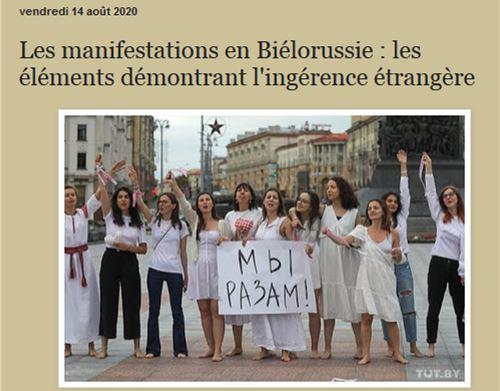 vendredi 14 août 2020
Les manifestations en Biélorussie : les
éléments démontrant l'ingérence étrangère
МЫ
РАЗАМ!
TUT.BY